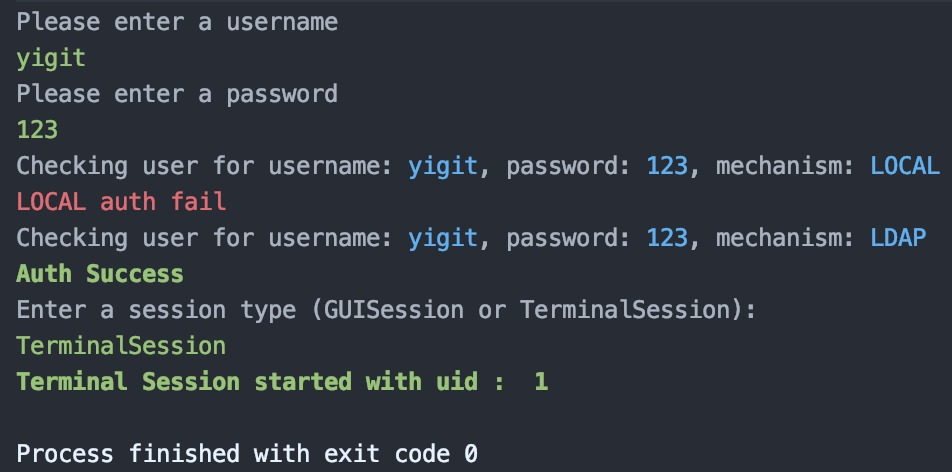 Please enter a username
yigit
Please enter a password
123
Checking user for username: yigit, password: 123, mechanism: LOCAL
LOCAL auth fail
Checking user for username: yigit, password: 123, mechanism: LDAP
Auth Success
Enter a session type (GUISession or TerminalSession):
TerminalSession
Terminal Session started with uid :  1
Process finished with exit code 0